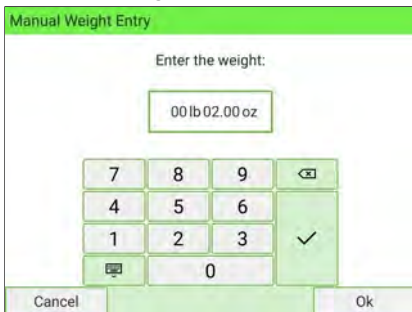 Manual Weight Entry
Enter the weight:
00 lb 02.00 oz
7 8 9
4 5 6
1 2 3
0
Cancel Ok